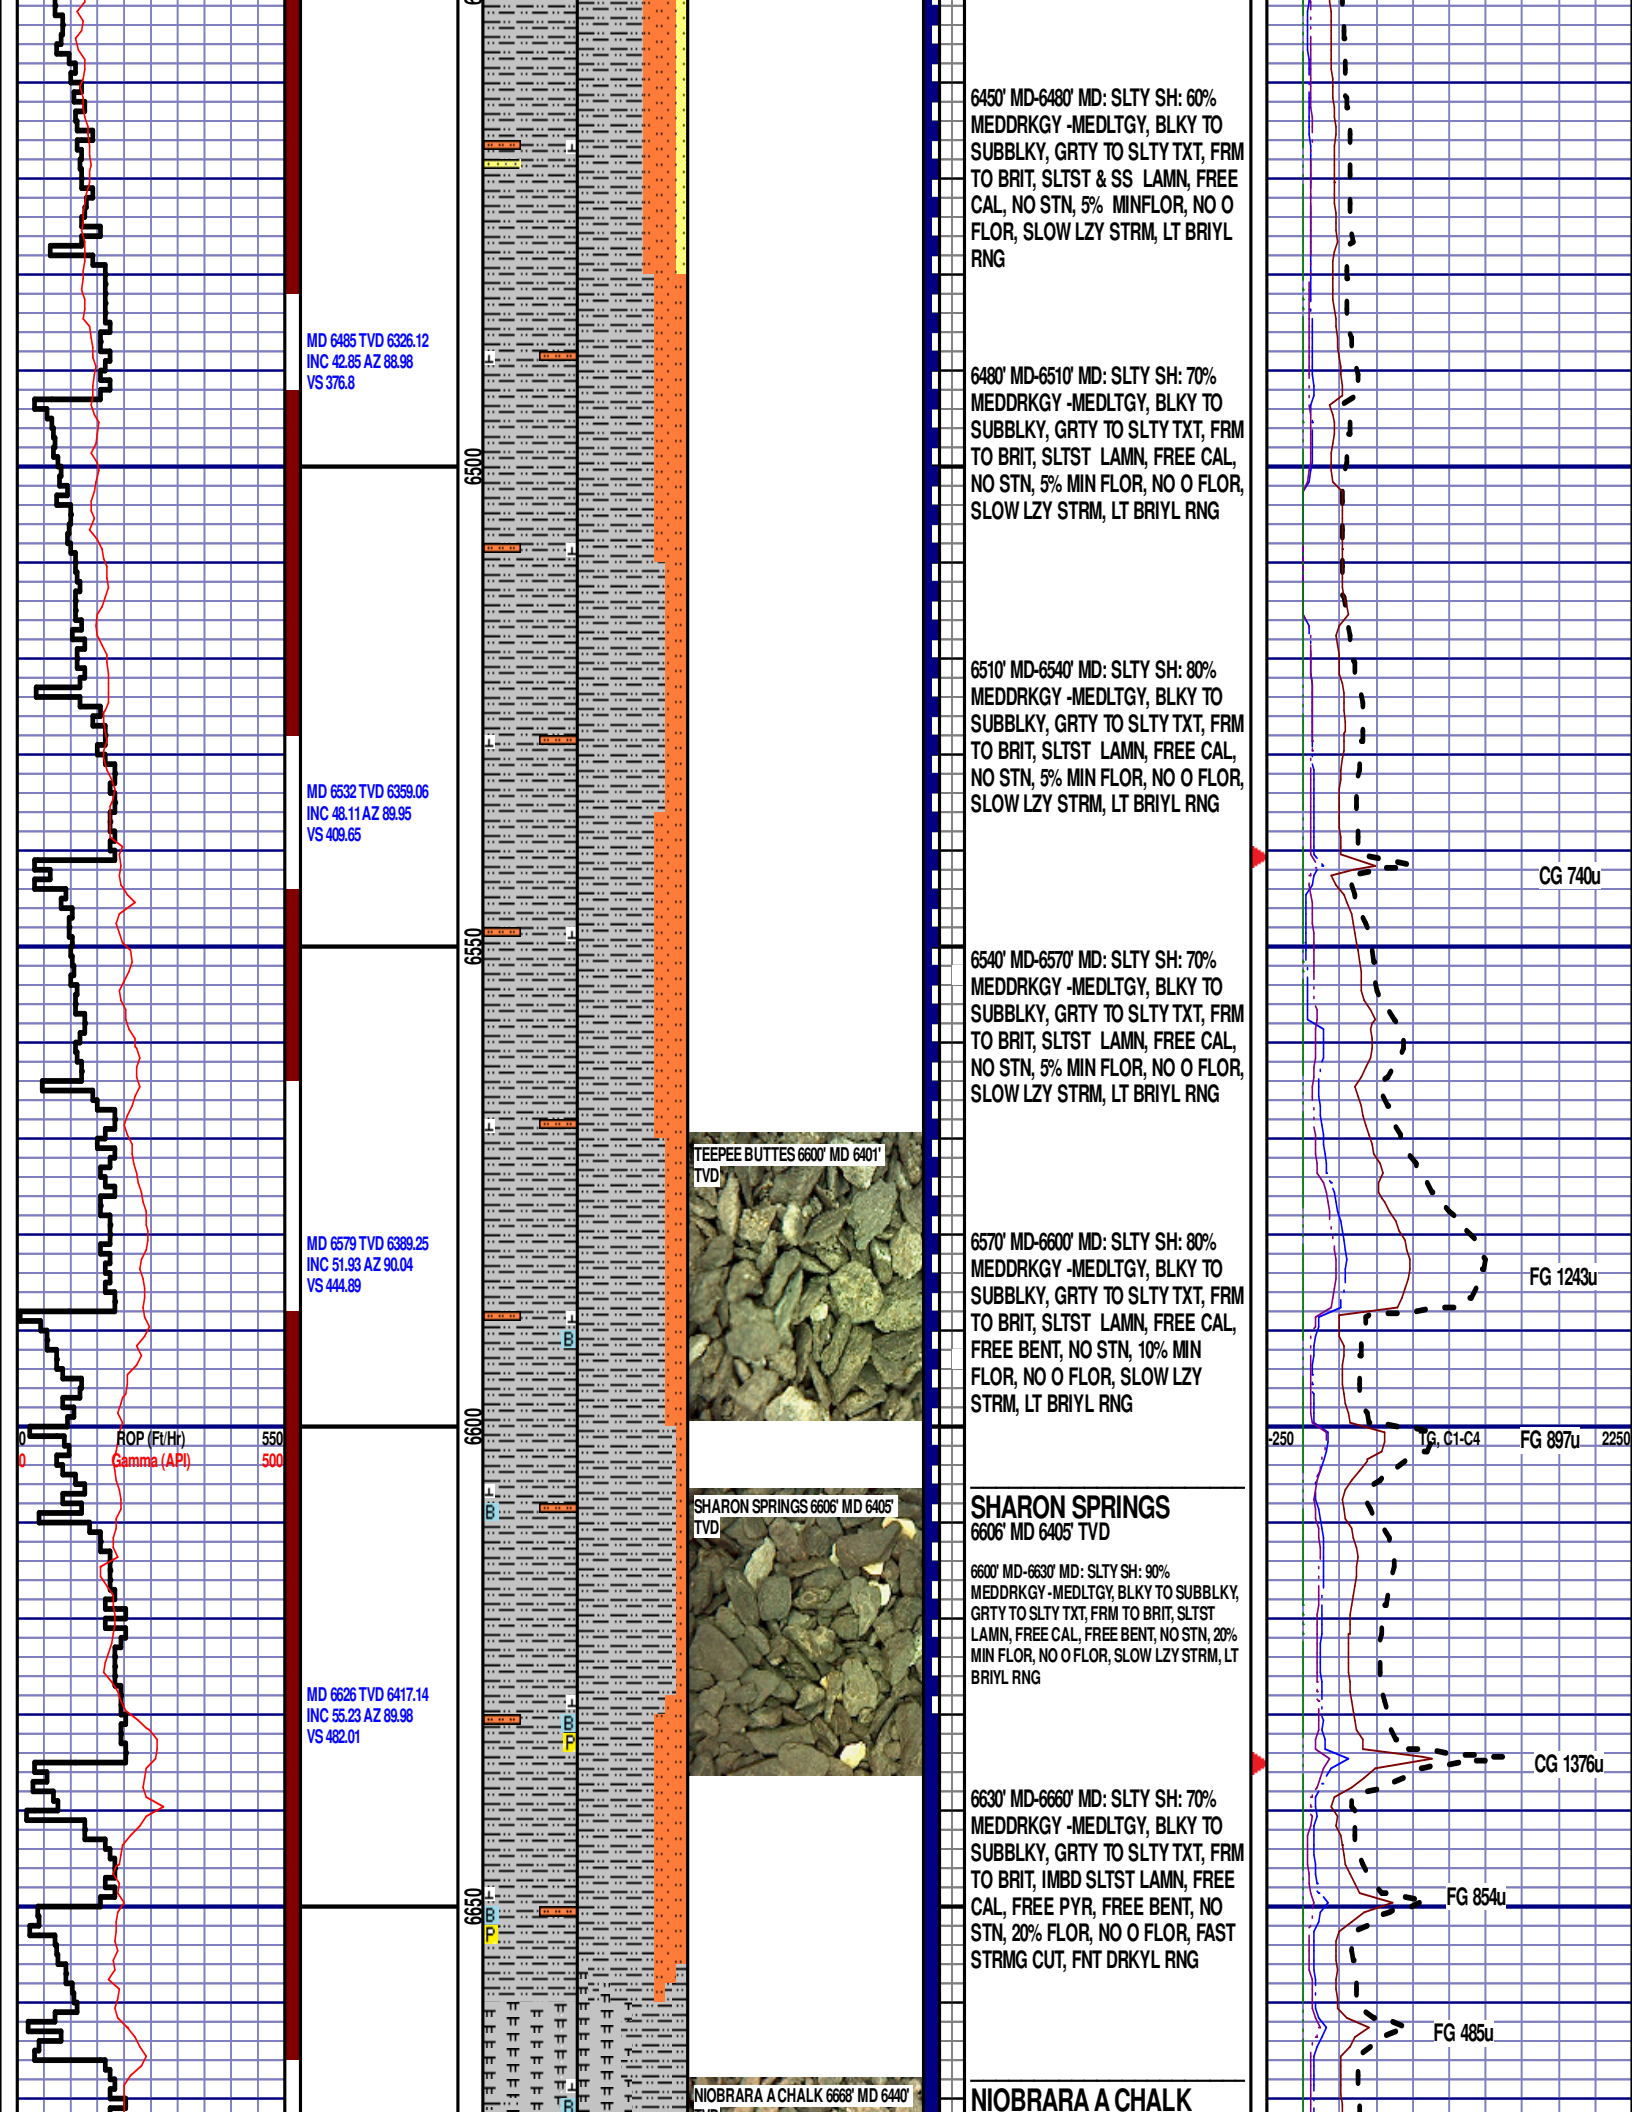 6450' MD-6480' MD: SLTY SH: 60%
MEDDRKGY -MEDLTGY, BLKY TO
SUBBLKY, GRTY TO SLTY TXT, FRM
TO BRIT, SLTST & SS LAMN, FREE
CAL, NO STN, 5% MINFLOR, NO O
FLOR, SLOW LZY STRM, LT BRIYL
RNG
MD 6485 TVD 6326.12
INC 42.85 AZ 88.98
VS 376.8
6480' MD-6510' MD: SLTY SH: 70%
MEDDRKGY -MEDLTGY, BLKY TO
SUBBLKY, GRTY TO SLTY TXT, FRM
TO BRIT, SLTST LAMN, FREE CAL,
NO STN, 5% MIN FLOR, NO O FLOR,
SLOW LZY STRM, LT BRIYL RNG
6500
6510' MD-6540' MD: SLTY SH: 80%
MEDDRKGY -MEDLTGY, BLKY TO
SUBBLKY, GRTY TO SLTY TXT, FRM
TO BRIT, SLTST LAMN, FREE CAL,
NO STN, 5% MIN FLOR, NO O FLOR,
SLOW LZY STRM, LT BRIYL RNG
MD 6532 TVD 6359.06
INC 48.11 AZ 89.95
VS 409.65
CG 740u
6550
6540' MD-6570' MD: SLTY SH: 70%
MEDDRKGY -MEDLTGY, BLKY TO
SUBBLKY, GRTY TO SLTY TXT, FRM
TO BRIT, SLTST LAMN, FREE CAL,
NO STN, 5% MIN FLOR, NO O FLOR,
SLOW LZY STRM, LT BRIYL RNG
TEEPEE BUTTES 6600' MD 6401'
TVD
MD 6579 TVD 6389.25
INC 51.93 AZ 90.04
VS 444.89
6570' MD-6600' MD: SLTY SH: 80%
MEDDRKGY -MEDLTGY, BLKY TO
SUBBLKY, GRTY TO SLTY TXT, FRM
TO BRIT, SLTST LAMN, FREE CAL,
FREE BENT, NO STN, 10% MIN
FLOR, NO O FLOR, SLOW LZY
STRM, LT BRIYL RNG
FG 1243u
B
6600
0 ROP (Ft/Hr) 550
0 Gamma (API) 500
-250 TG, C1-C4 2250
FG 897u
B
SHARON SPRINGS 6606' MD 6405'
TVD
SHARON SPRINGS
6606' MD 6405' TVD
6600' MD-6630' MD: SLTY SH: 90%
MEDDRKGY -MEDLTGY, BLKY TO SUBBLKY,
GRTY TO SLTY TXT, FRM TO BRIT, SLTST
LAMN, FREE CAL, FREE BENT, NO STN, 20%
MIN FLOR, NO O FLOR, SLOW LZY STRM, LT
BRIYL RNG
MD 6626 TVD 6417.14
INC 55.23 AZ 89.98
VS 482.01
B
P
CG 1376u
6630' MD-6660' MD: SLTY SH: 70%
MEDDRKGY -MEDLTGY, BLKY TO
SUBBLKY, GRTY TO SLTY TXT, FRM
TO BRIT, IMBD SLTST LAMN, FREE
CAL, FREE PYR, FREE BENT, NO
STN, 20% FLOR, NO O FLOR, FAST
STRMG CUT, FNT DRKYL RNG
6650
B
P
FG 854u
FG 485u
NIOBRARA A CHALK 6668' MD 6440'
B
NIOBRARA A CHALK